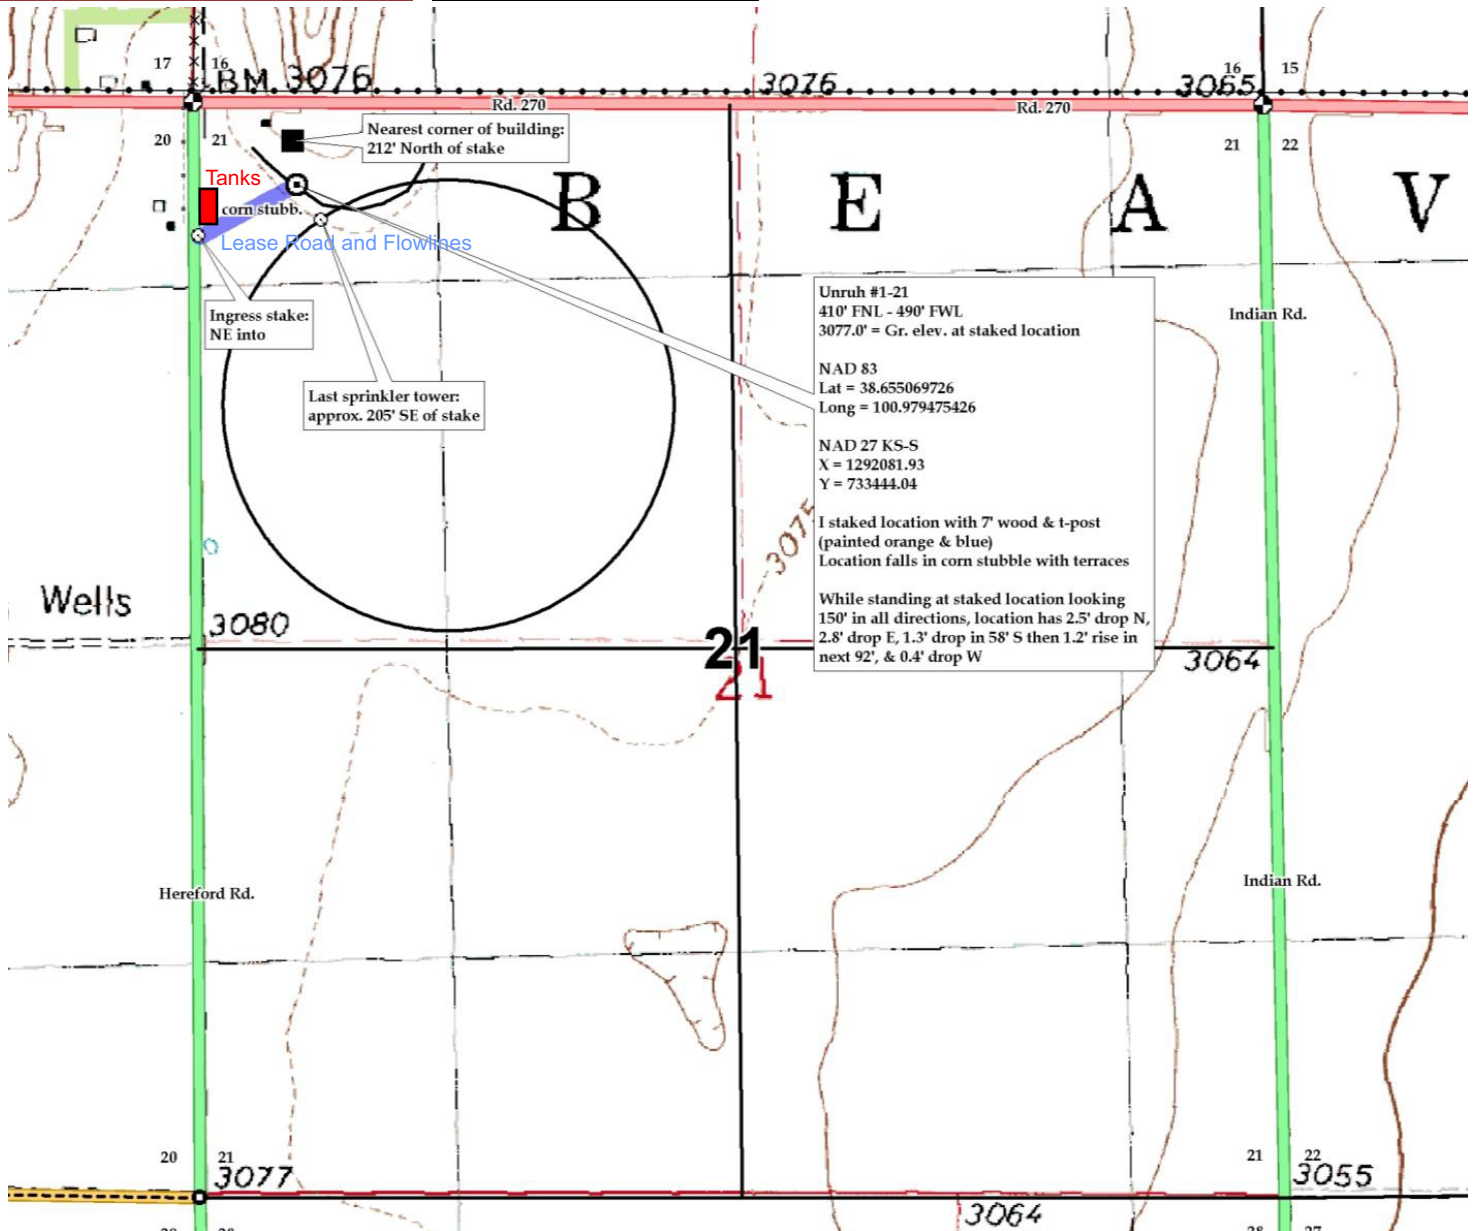 17
16
BM 3076
3076
3065
16
15
Rd. 270
Rd. 270
20
21
21
22
Nearest corner of building:
212' North of stake
B E A V
Tanks
corn stubb.
Lease Road and Flowlines
Ingress stake:
NE into
Last sprinkler tower:
approx. 205' SE of stake
Unruh #1-21
410' FNL - 490' FWL
3077.0' = Gr. elev. at staked location
NAD 83
Lat = 38.655069726
Long = 100.979475426
NAD 27 KS-S
X = 1292081.93
Y = 733444.04
I staked location with 7' wood & t-post
(painted orange & blue)
Location falls in corn stubble with terraces
While standing at staked location looking
150' in all directions, location has 2.5' drop N,
2.8' drop E, 1.3' drop in 58' S then 1.2' rise in
next 92', & 0.4' drop W
Indian Rd.
3075
Wells
3080
21
21
3064
Hereford Rd.
Indian Rd.
20
21
21
22
3077
3055
3064